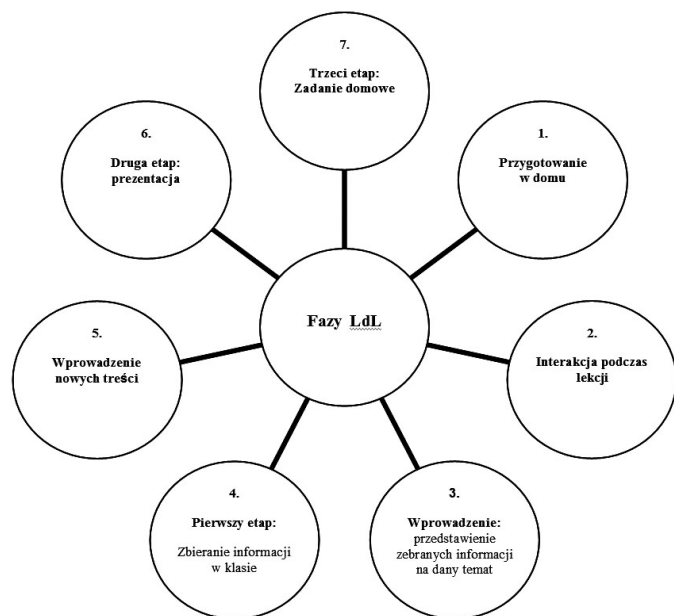 7.
Trzeci etap:
Zadanie domowe
6.
Druga etap:
prezentacja
1.
Przygotowanie
w domu
Fazy LdL
5.
Wprowadzenie
nowych treści
2.
Interakcja podczas
lekcji
4.
Pierwszy etap:
Zbieranie informacji
w klasie
3.
Wprowadzenie:
przedstawienie
zebranych informacji
na dany temat